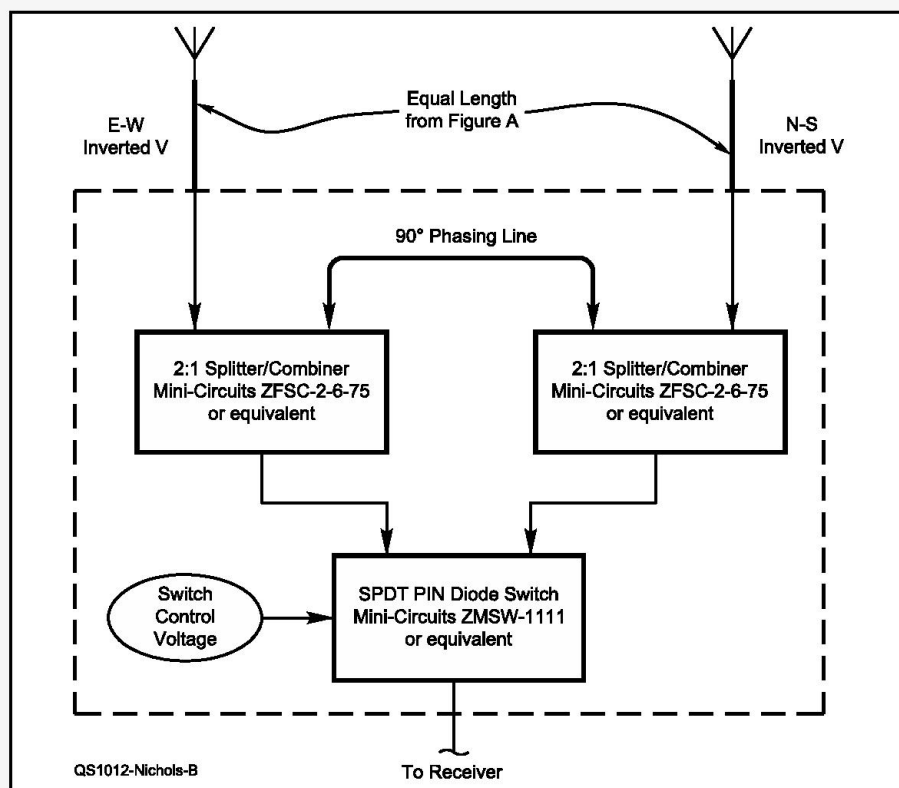 E-W
Inverted V
Equal Length
from Figure A
N-S
Inverted V
90° Phasing Line
2:1 Splitter/Combiner
Mini-Circuits ZFSC-2-6-75
or equivalent
2:1 Splitter/Combiner
Mini-Circuits ZFSC-2-6-75
or equivalent
Switch
Control
Voltage
SPDT PIN Diode Switch
Mini-Circuits ZMSW-1111
or equivalent
QS1012-Nichols-B
To Receiver